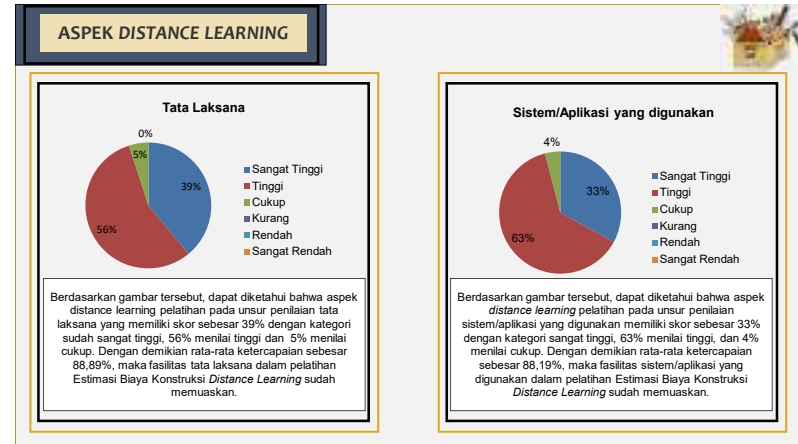 ASPEK DISTANCE LEARNING
Tata Laksana
0%
5%
39%
56%
Sangat Tinggi
Tinggi
Cukup
Kurang
Rendah
Sangat Rendah
Berdasarkan gambar tersebut, dapat diketahui bahwa aspek
distance learning pelatihan pada unsur penilaian tata
laksana yang memiliki skor sebesar 39% dengan kategori
sudah sangat tinggi, 56% menilai tinggi dan 5% menilai
cukup. Dengan demikian rata-rata ketercapaian sebesar
88,89%, maka fasilitas tata laksana dalam pelatihan
Estimasi Biaya Konstruksi Distance Learning sudah
memuaskan.
Sistem/Aplikasi yang digunakan
4%
33%
63%
Sangat Tinggi
Tinggi
Cukup
Kurang
Rendah
Sangat Rendah
Berdasarkan gambar tersebut, dapat diketahui bahwa aspek
distance learning pelatihan pada unsur penilaian
sistem/aplikasi yang digunakan memiliki skor sebesar 33%
dengan kategori sangat tinggi, 63% menilai tinggi, dan 4%
menilai cukup. Dengan demikian rata-rata ketercapaian
sebesar 88,19%, maka fasilitas sistem/aplikasi yang
digunakan dalam pelatihan Estimasi Biaya Konstruksi
Distance Learning sudah memuaskan.